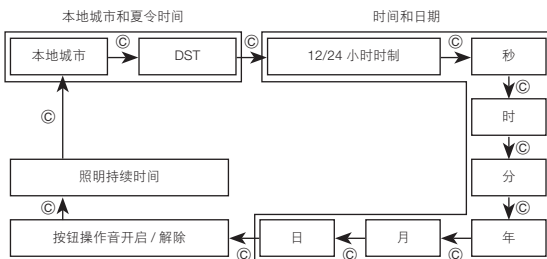 本地城市和夏令时间
时间和日期
本地城市
Ⓒ
DST
Ⓒ
12/24 小时时制
Ⓒ
秒
Ⓒ
时
Ⓒ
分
Ⓒ
年
Ⓒ
月
Ⓒ
日
Ⓒ
按钮操作音开启 / 解除
Ⓒ
照明持续时间
Ⓒ